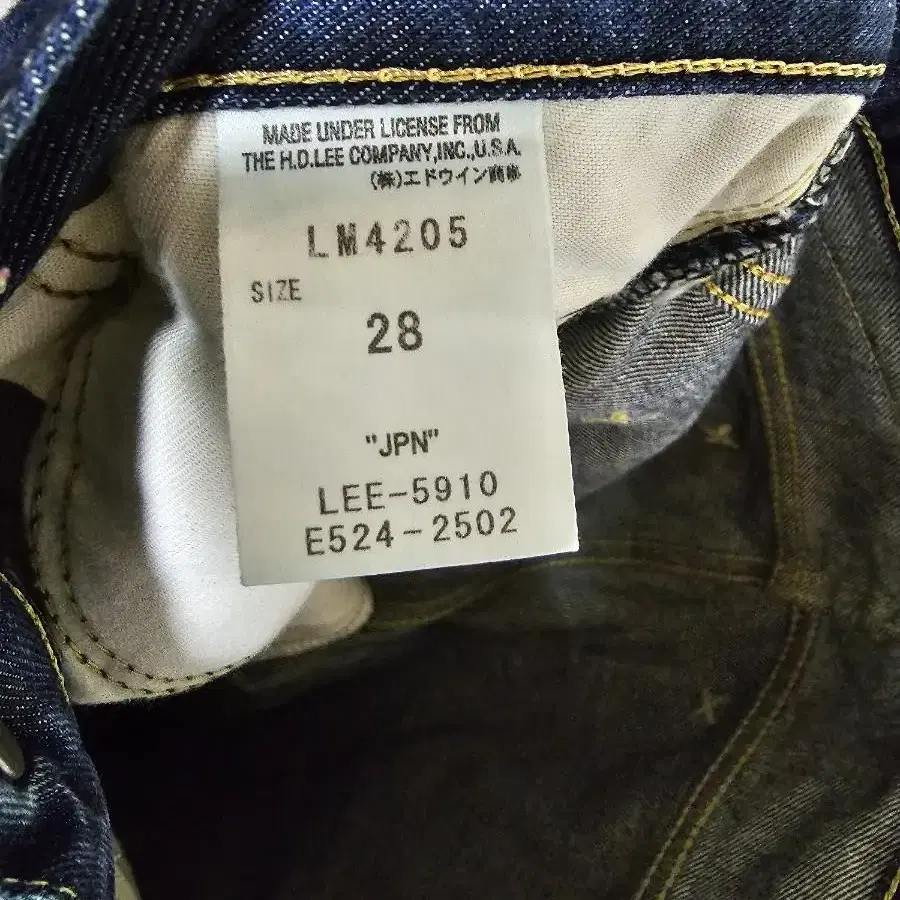 MADE UNDER LICENSE FROM
THE H.D.LEE COMPANY,INC.,U.S.A.
(株)エドウイン商事
LM4205
SIZE
28
"JPN"
LEE-5910
E524-2502